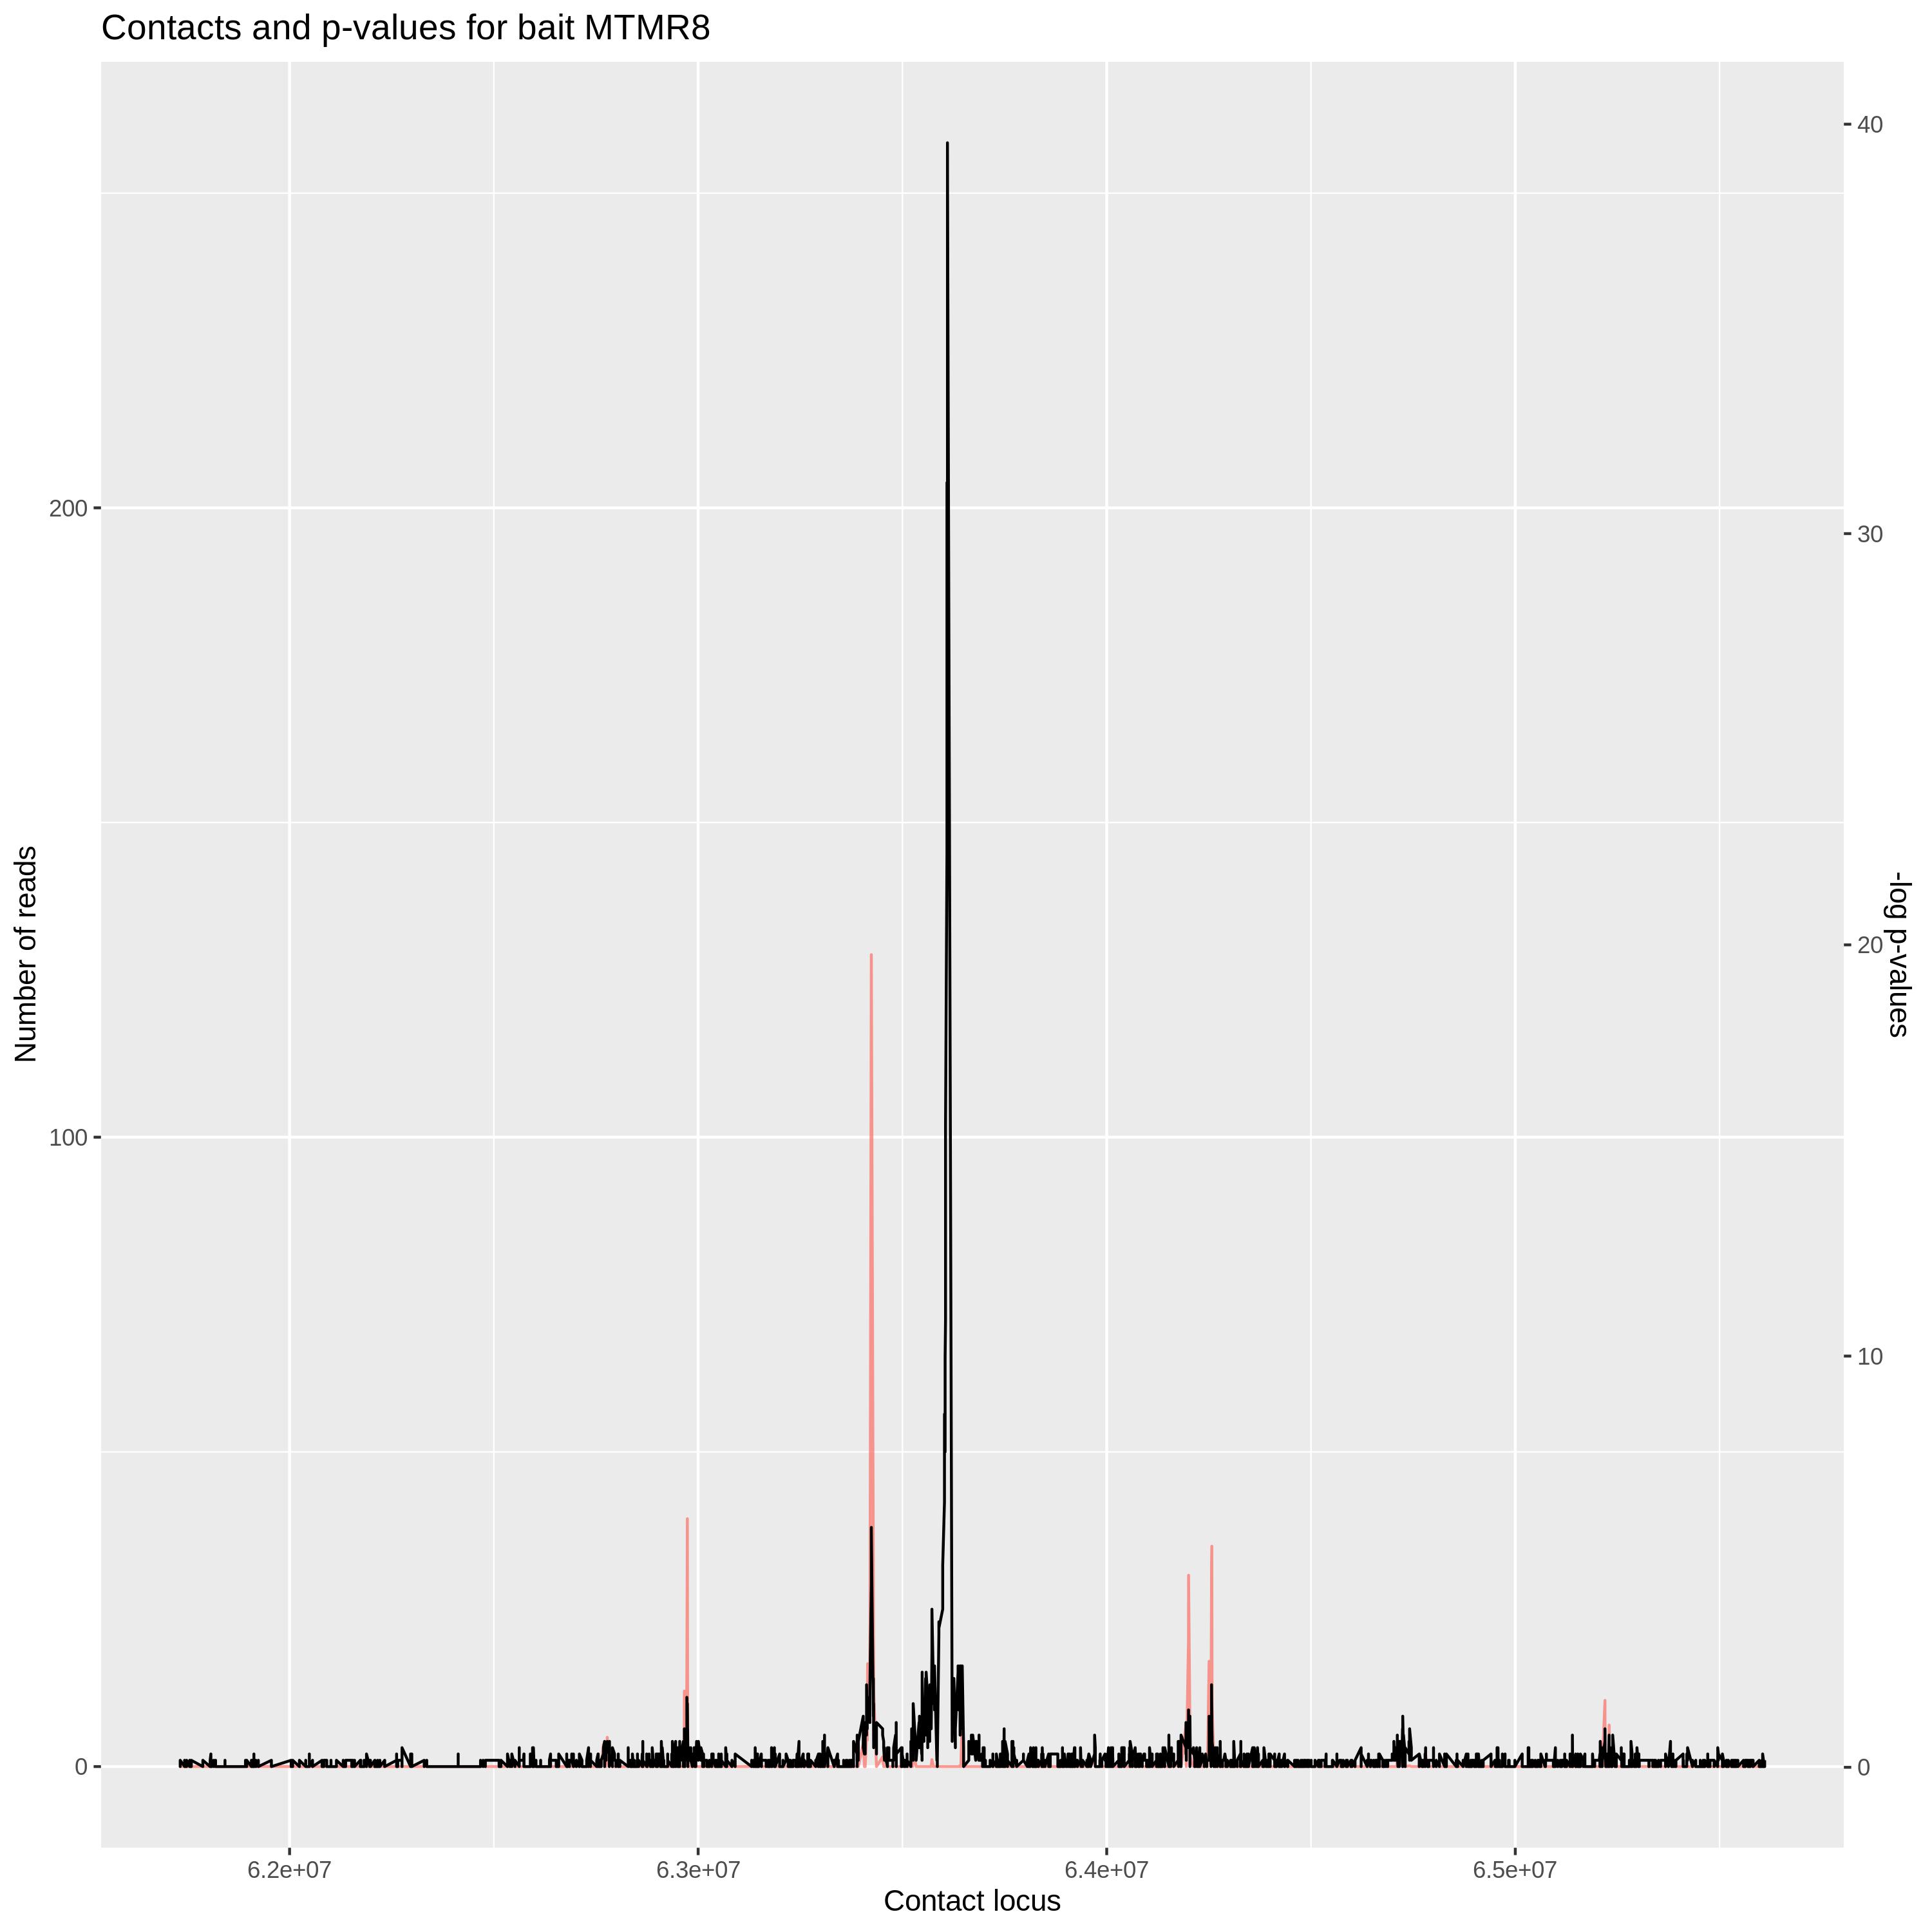 Contacts and p-values for bait MTMR8
Number of reads
200
100
0
40
30
20
10
0
-log p-values
6.2e+07
6.3e+07
6.4e+07
6.5e+07
Contact locus